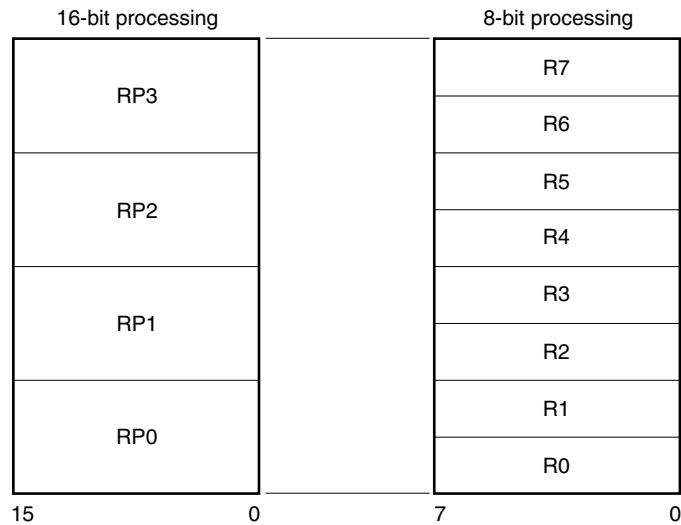 16-bit processing
8-bit processing
RP3
RP2
RP1
RP0
R7
R6
R5
R4
R3
R2
R1
R0
15 0 7 0